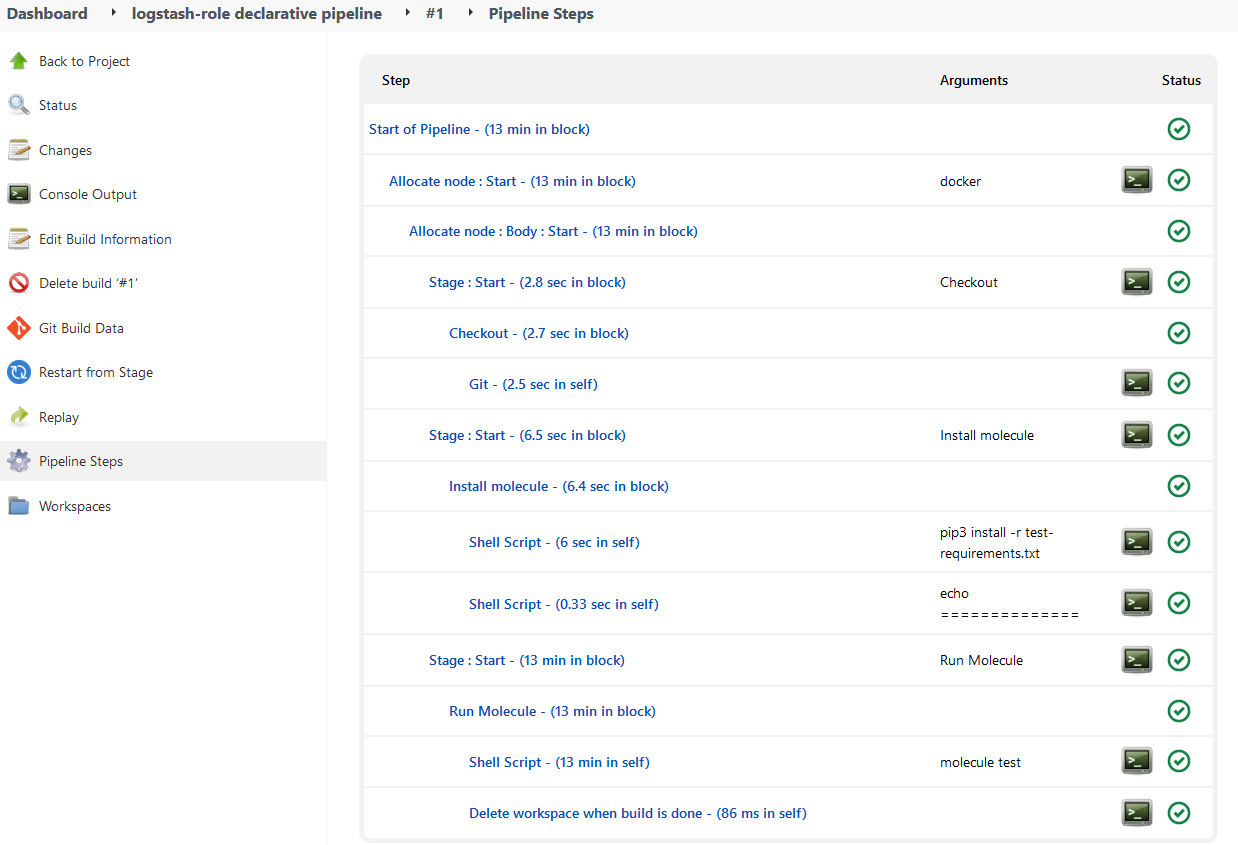 Dashboard logstash-role declarative pipeline #1 Pipeline Steps
Back to Project
Status
Changes
Console Output
Edit Build Information
Delete build ‘#1’
Git Build Data
Restart from Stage
Replay
Pipeline Steps
Workspaces
Step Arguments Status
Start of Pipeline - (13 min in block)
Allocate node : Start - (13 min in block) docker
Allocate node : Body : Start - (13 min in block)
Stage : Start - (2.8 sec in block) Checkout
Checkout - (2.7 sec in block)
Git - (2.5 sec in self)
Stage : Start - (6.5 sec in block) Install molecule
Install molecule - (6.4 sec in block)
Shell Script - (6 sec in self) pip3 install -r test-
requirements.txt
Shell Script - (0.33 sec in self) echo
==============
Stage : Start - (13 min in block) Run Molecule
Run Molecule - (13 min in block)
Shell Script - (13 min in self) molecule test
Delete workspace when build is done - (86 ms in self)